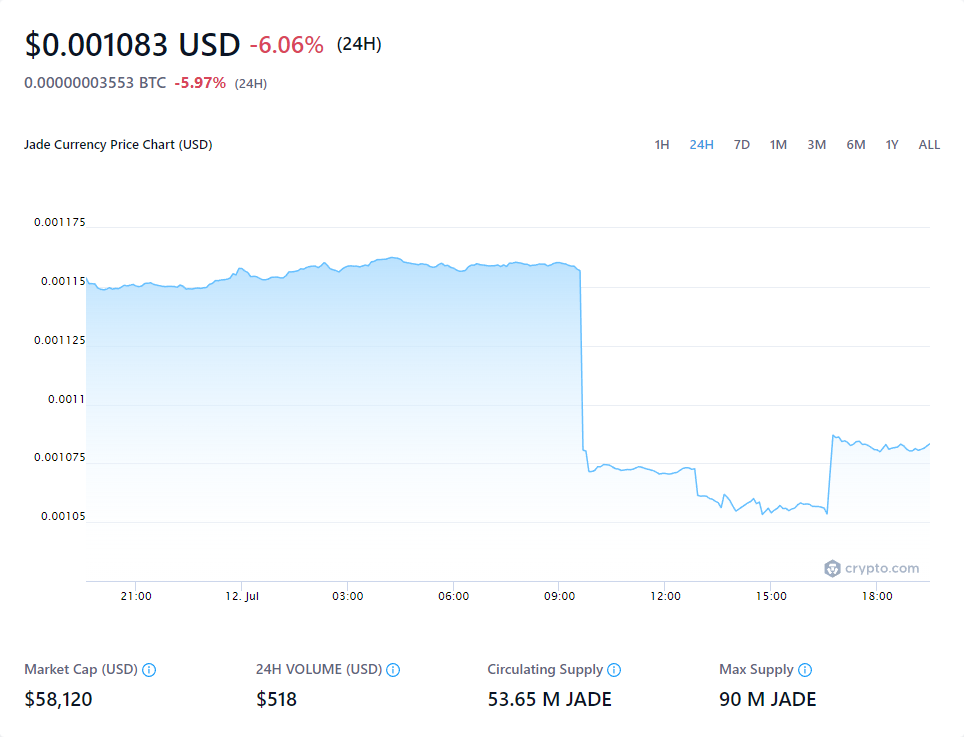 $0.001083 USD -6.06% (24H)
0.00000003553 BTC -5.97% (24H)
Jade Currency Price Chart (USD) 1H 24H 7D 1M 3M 6M 1Y ALL
0.001175
0.00115
0.001125
0.0011
0.001075
0.00105
crypto.com
21:00 12. Jul 03:00 06:00 09:00 12:00 15:00 18:00
Market Cap (USD) 24H VOLUME (USD) Circulating Supply Max Supply
$58,120 $518 53.65 M JADE 90 M JADE